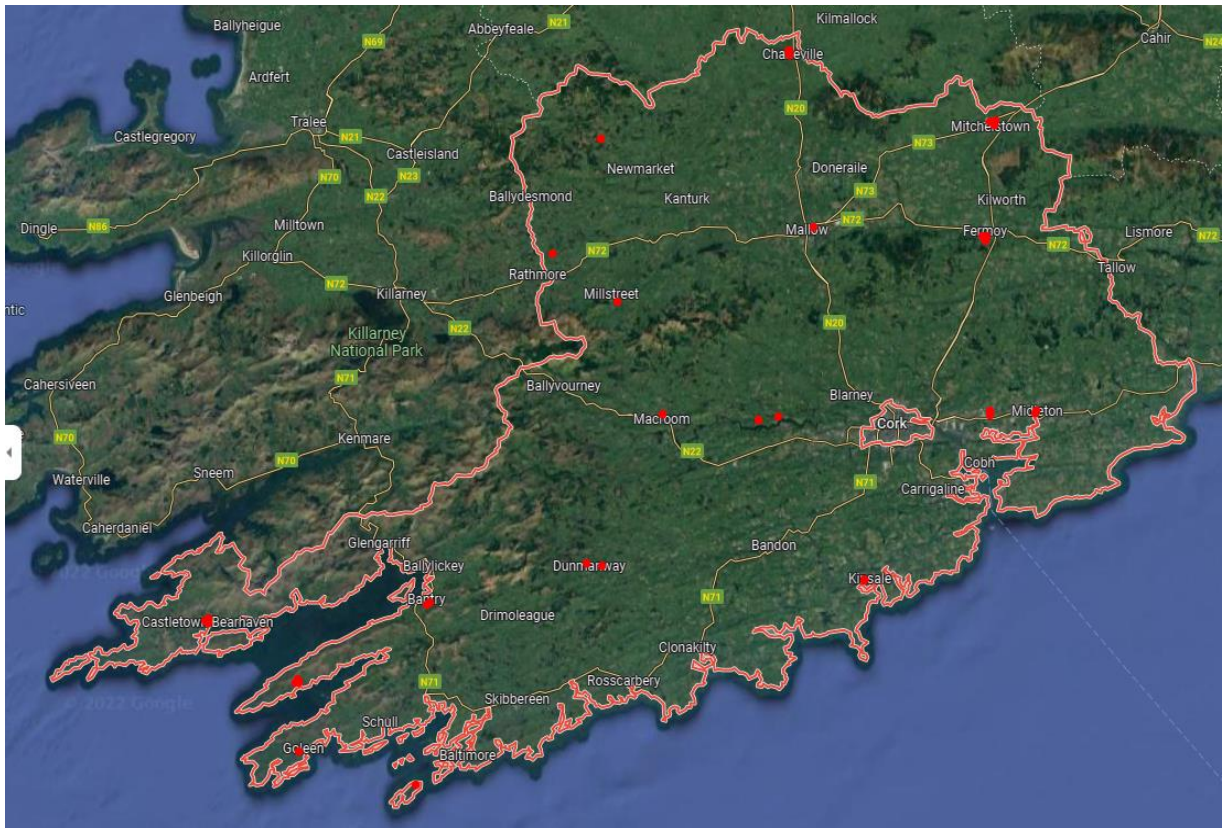 Ballyheigue
Kilmallock
N21
Abbeyfeale
N69
Cahir
N24
Charleville
Ardfert
Castlegregory
Tralee
N20
N21
Mitchelstown
N73
Castleisland
Newmarket
Doneraile
N70
N23
N22
N73
Ballydesmond
Kanturk
Kilworth
Dingle
N86
Milltown
Mallow
N72
Fermoy
Lismore
N72
N72
N72
Killorglin
Rathmore
Tallow
N72
Glenbeigh
Killarney
Millstreet
ntic
N22
N20
Killarney
National Park
N71
Cahersiveen
Ballyvourney
Blarney
Macroom
Midleton
Cork
N70
Kenmare
N22
N70
Sneem
Cobh
Waterville
N71
Carrigaline
Caherdaniel
Glengarriff
Bandon
Ballylickey
Dunmanway
Kinsale
N71
Bantry
Castletown Bearhaven
Drimoleague
Clonakilty
N71
Rosscarbery
© 2022 Google
Skibbereen
Schull
Goleen
Baltimore